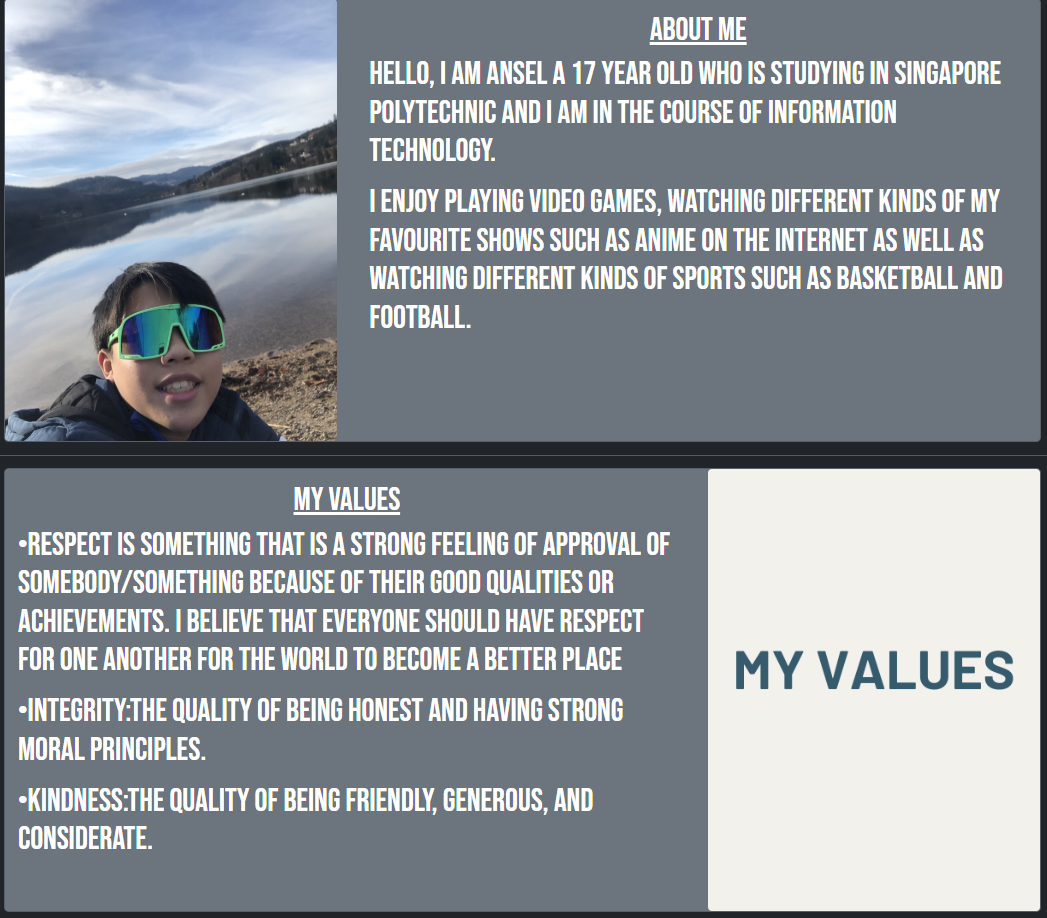 ABOUT ME
HELLO, I AM ANSEL A 17 YEAR OLD WHO IS STUDYING IN SINGAPORE
POLYTECHNIC AND I AM IN THE COURSE OF INFORMATION
TECHNOLOGY.
I ENJOY PLAYING VIDEO GAMES, WATCHING DIFFERENT KINDS OF MY
FAVOURITE SHOWS SUCH AS ANIME ON THE INTERNET AS WELL AS
WATCHING DIFFERENT KINDS OF SPORTS SUCH AS BASKETBALL AND
FOOTBALL.
MY VALUES
•RESPECT IS SOMETHING THAT IS A STRONG FEELING OF APPROVAL OF
SOMEBODY/SOMETHING BECAUSE OF THEIR GOOD QUALITIES OR
ACHIEVEMENTS. I BELIEVE THAT EVERYONE SHOULD HAVE RESPECT
FOR ONE ANOTHER FOR THE WORLD TO BECOME A BETTER PLACE
•INTEGRITY:THE QUALITY OF BEING HONEST AND HAVING STRONG
MORAL PRINCIPLES.
•KINDNESS:THE QUALITY OF BEING FRIENDLY, GENEROUS, AND
CONSIDERATE.
MY VALUES